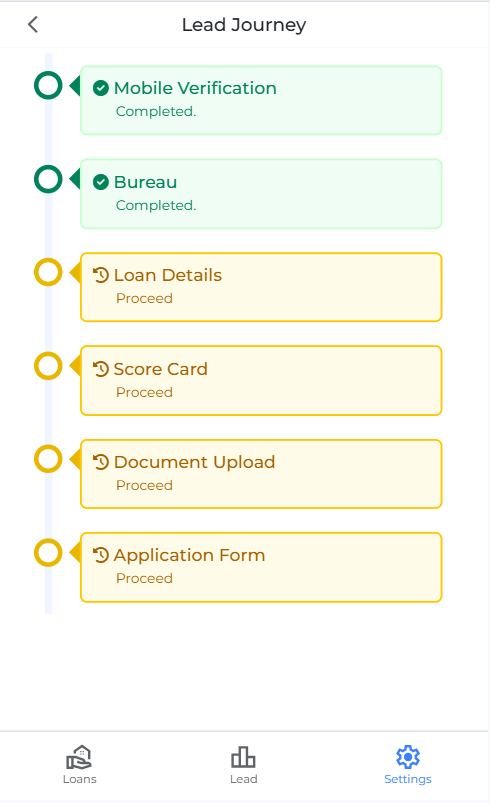 Lead Journey
Mobile Verification
Completed.
Bureau
Completed.
Loan Details
Proceed
Score Card
Proceed
Document Upload
Proceed
Application Form
Proceed
Loans
Lead
Settings